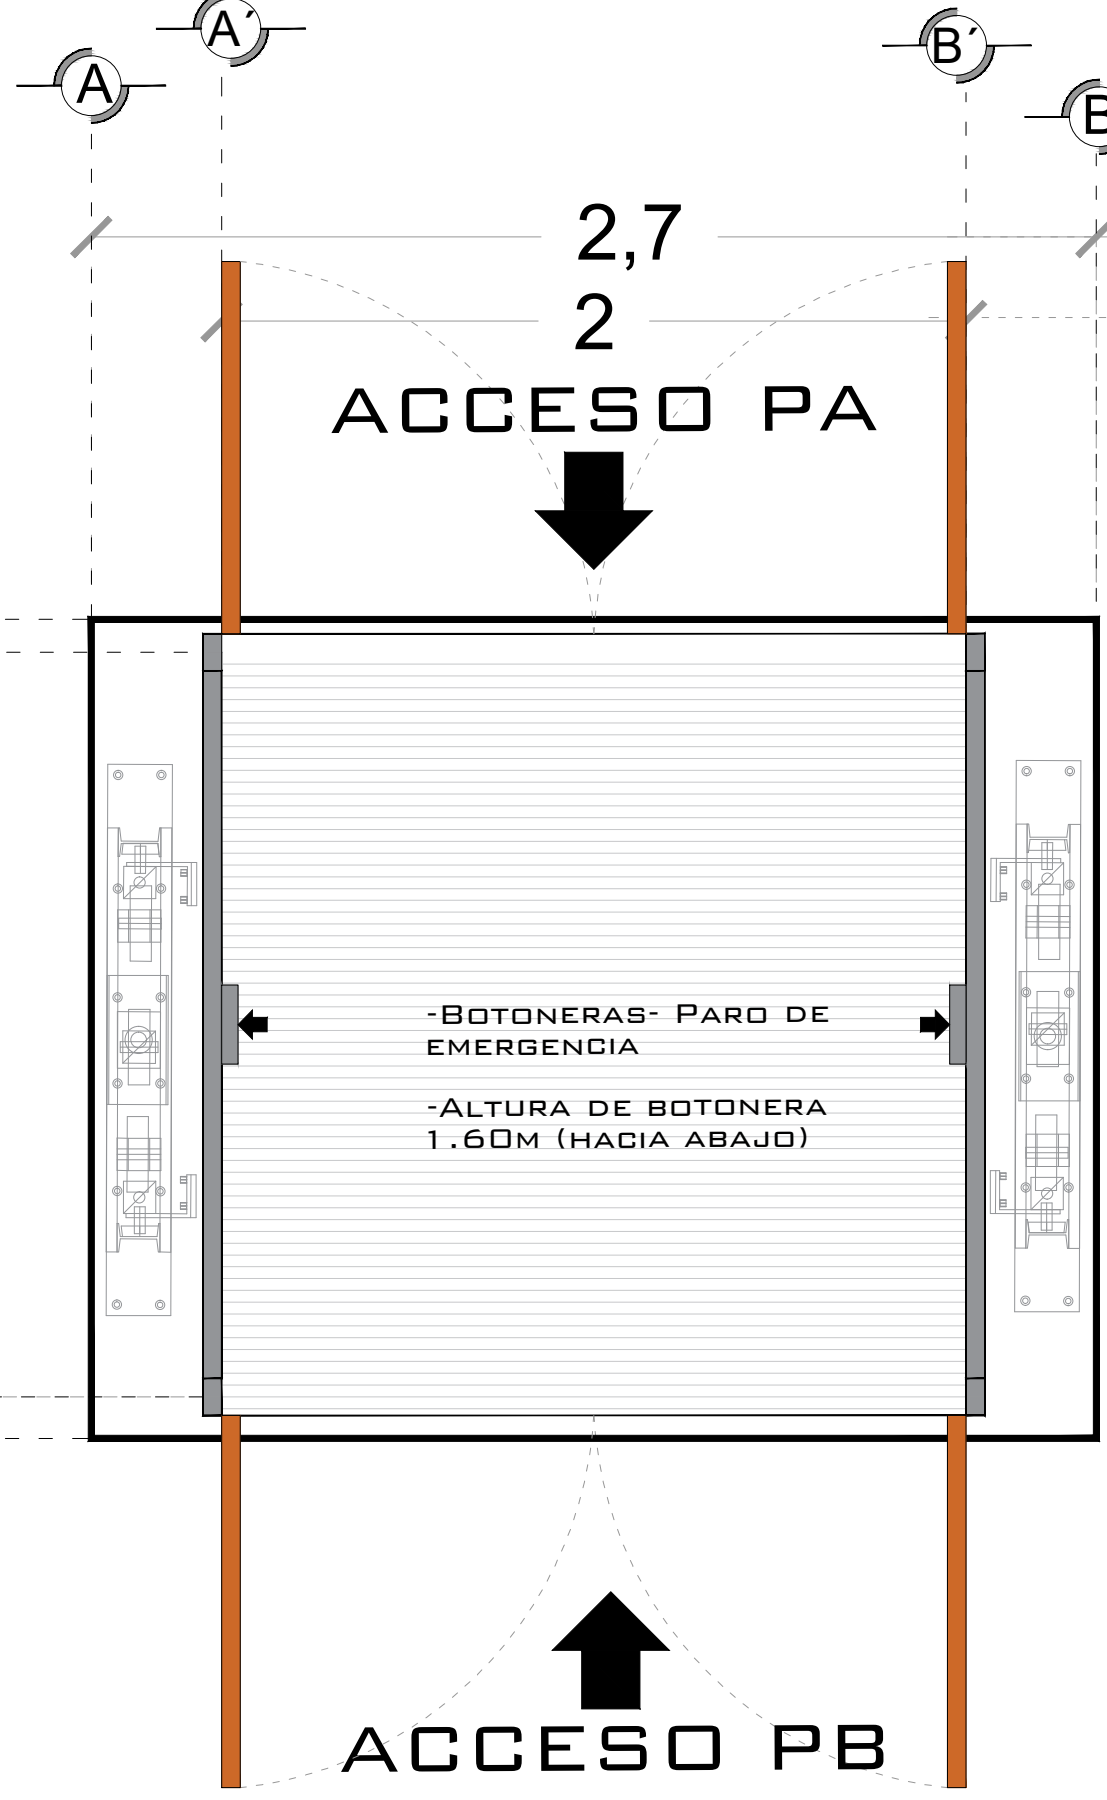 A´
B´
A
B
2,7
2
ACCESO PA
-BOTONERAS- PARO DE
EMERGENCIA
-ALTURA DE BOTONERA
1.60M (HACIA ABAJO)
ACCESO PB